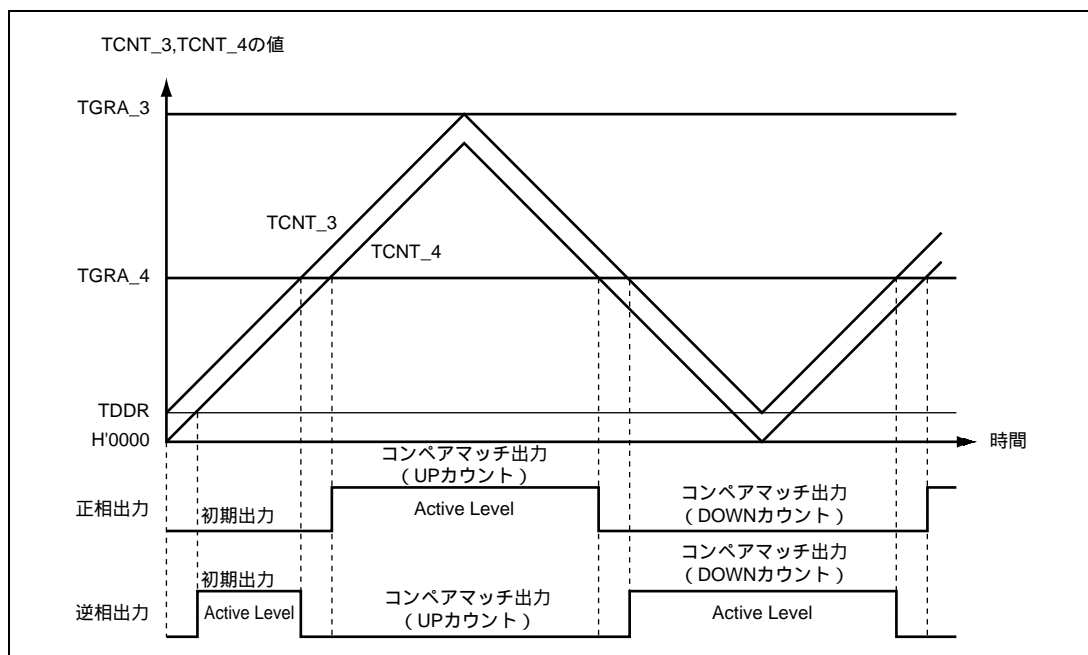 TCNT_3,TCNT_4の値
TGRA_3
TCNT_3
TCNT_4
TGRA_4
TDDR
H'0000
時間
コンペアマッチ出力
(UPカウント)
正相出力
初期出力
Active Level
コンペアマッチ出力
(DOWNカウント)
コンペアマッチ出力
(DOWNカウント)
逆相出力
初期出力
Active Level
コンペアマッチ出力
(UPカウント)
Active Level